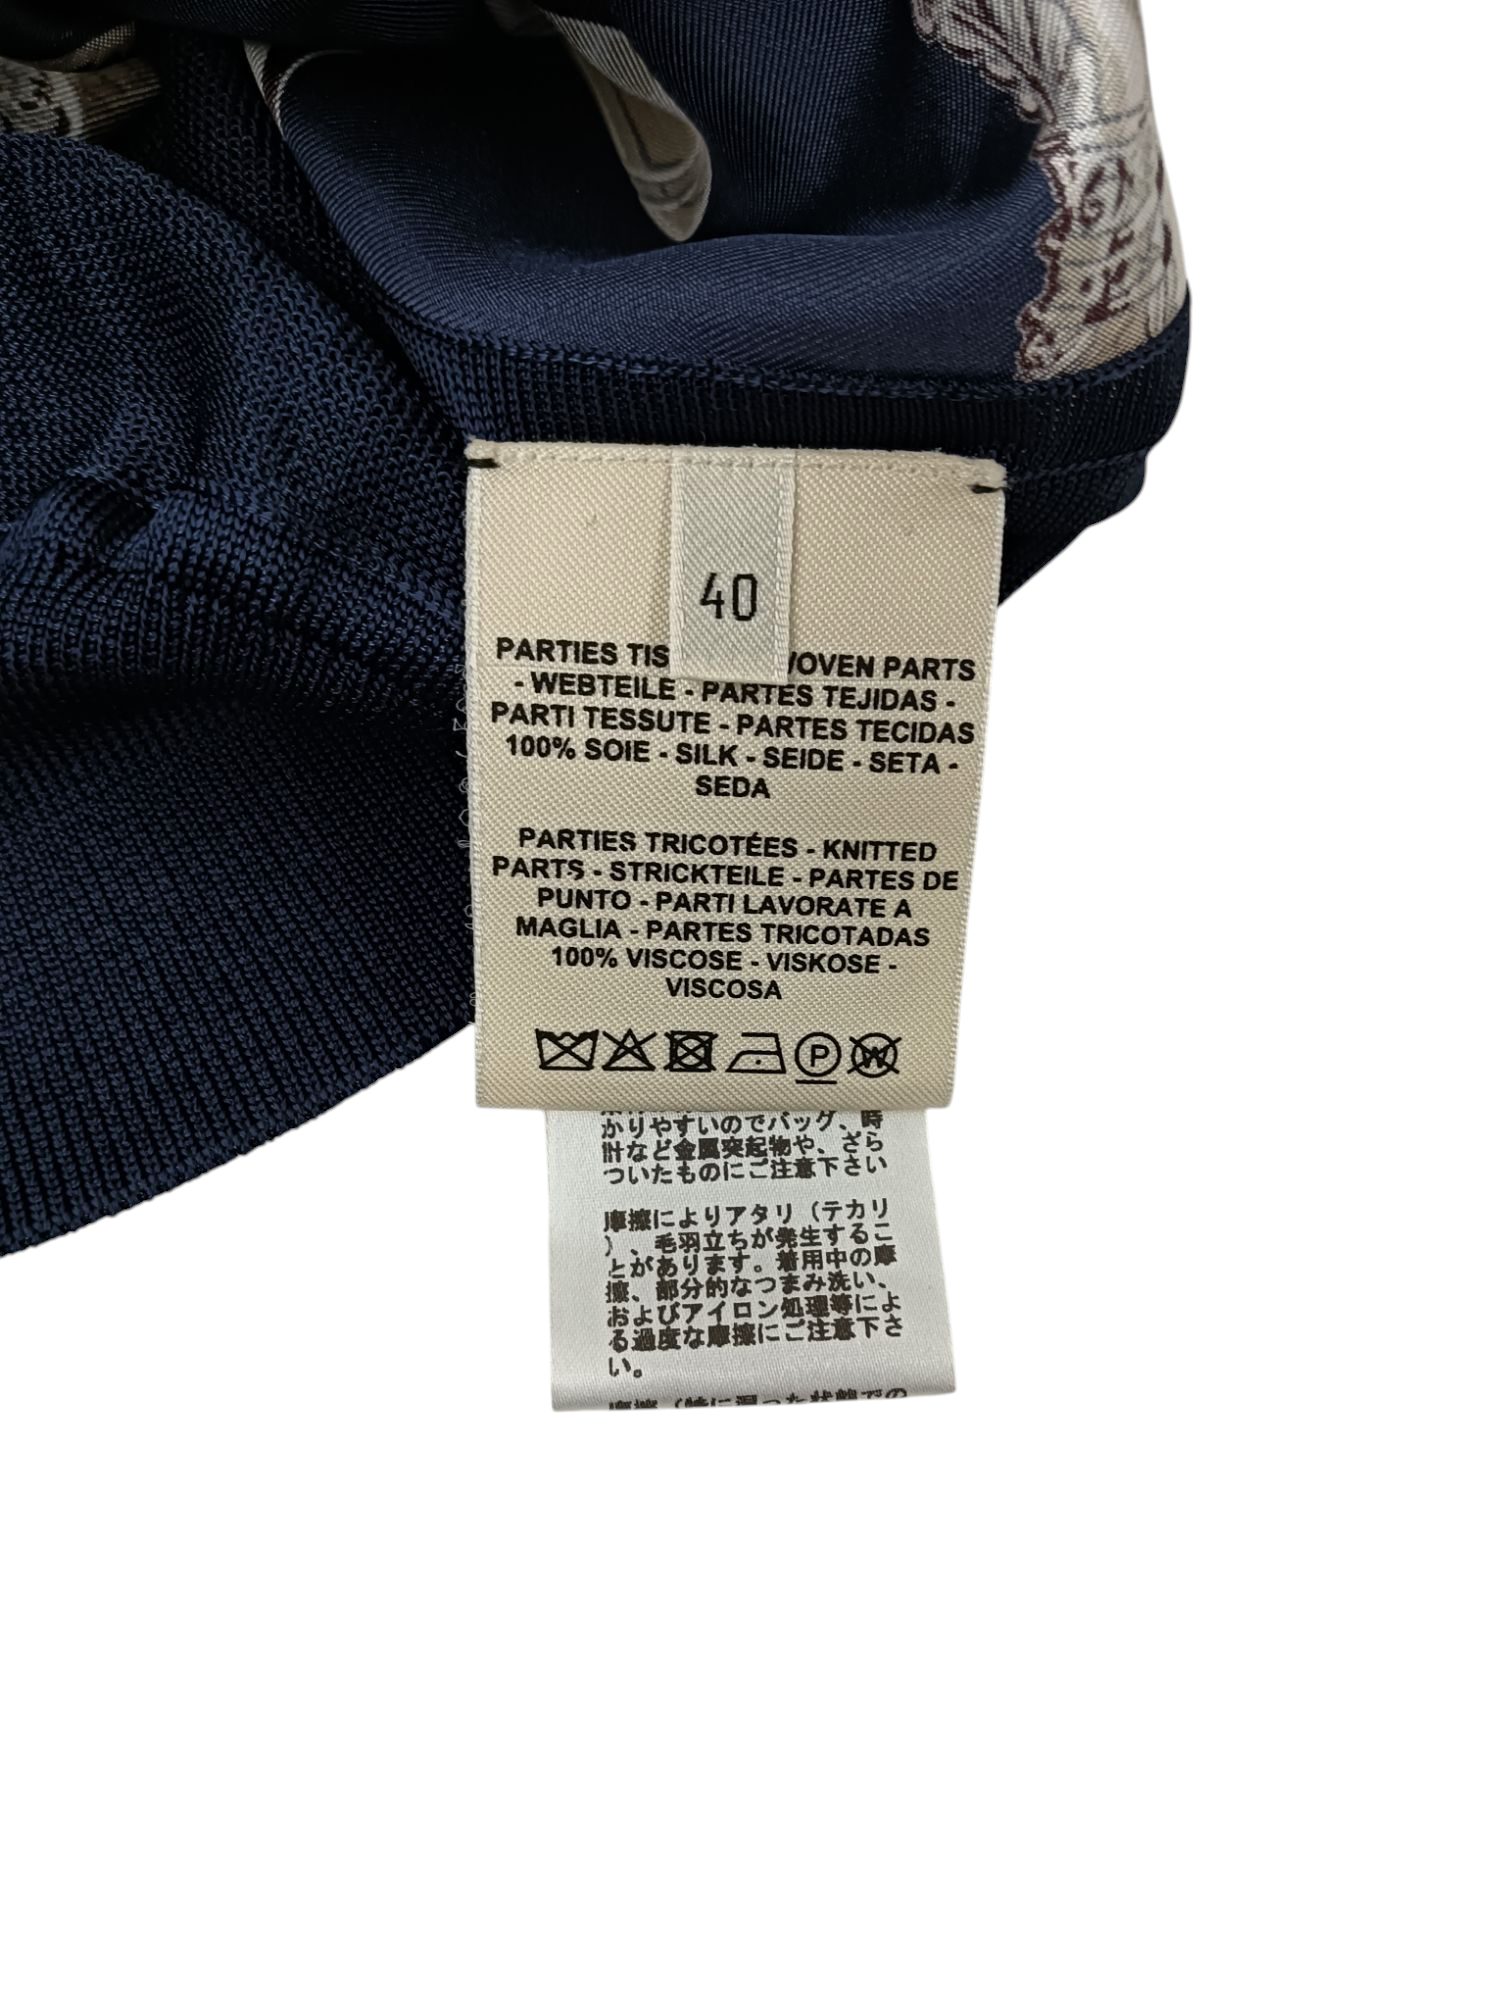 40
PARTIES WOVEN PARTS
- WEBTEILE - PARTES TEJIDAS -
PARTI TESSUTE - PARTES TECIDAS
100% SOIE - SILK - SEIDE - SETA -
SEDA
PARTIES TRICOTÉES - KNITTED
PARTS - STRICKTEILE - PARTES DE
PUNTO - PARTI LAVORATE A
MAGLIA - PARTES TRICOTADAS
100% VISCOSE - VISKOSE -
VISCOSA
P
W
かりやすいのでバッグ、時
計など金属突起物や、ざら
ついたものにご注意下さい
摩擦によりアタリ（テカリ
）、毛羽立ちが発生するこ
とがあります。着用中の摩
擦、部分的なつまみ洗い、
およびアイロン処理等によ
る過度な摩擦にご注意下さ
い。